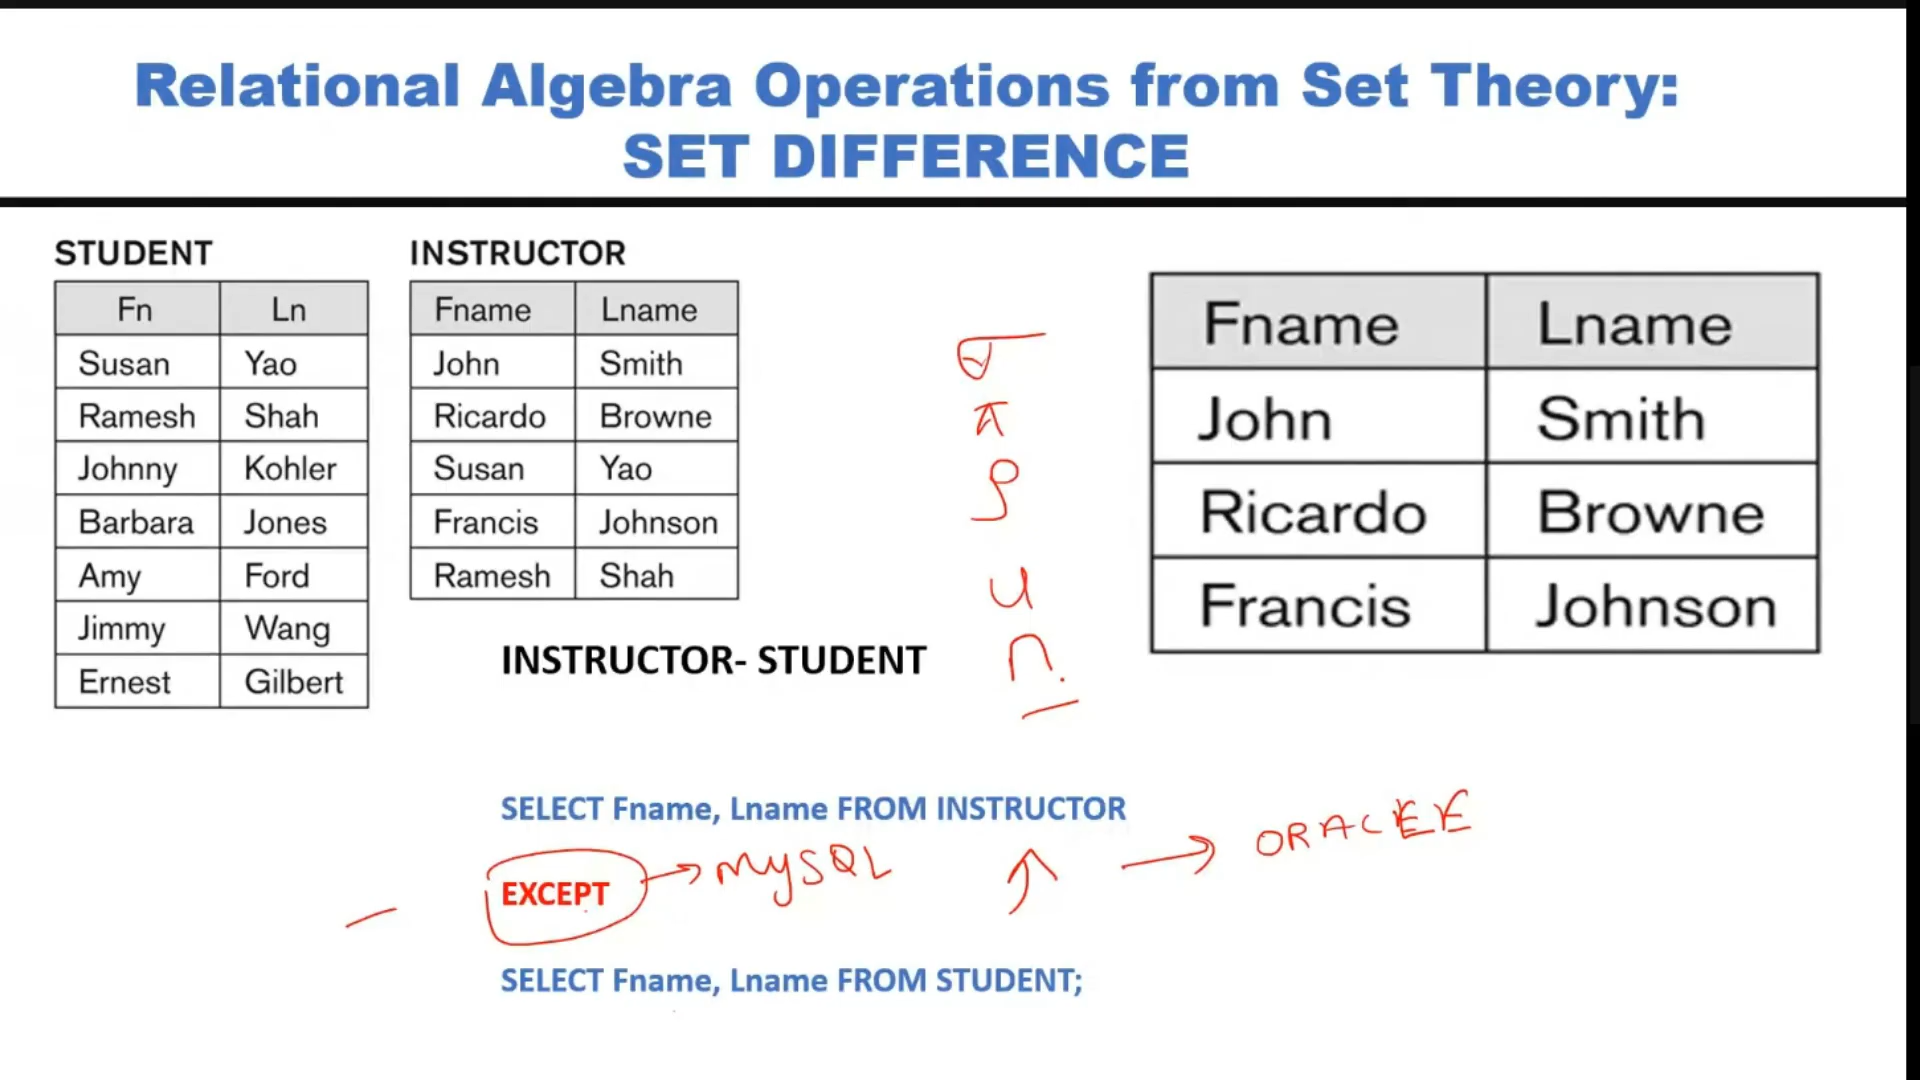 Relational Algebra Operations from Set Theory:
SET DIFFERENCE
STUDENT
Fn Ln
Susan Yao
Ramesh Shah
Johnny Kohler
Barbara Jones
Amy Ford
Jimmy Wang
Ernest Gilbert
INSTRUCTOR
Fname Lname
John Smith
Ricardo Browne
Susan Yao
Francis Johnson
Ramesh Shah
INSTRUCTOR- STUDENT
σ
π
ρ
∪
∩
—
Fname Lname
John Smith
Ricardo Browne
Francis Johnson
SELECT Fname, Lname FROM INSTRUCTOR
— EXCEPT → MySQL ↑ → ORACLE
SELECT Fname, Lname FROM STUDENT;